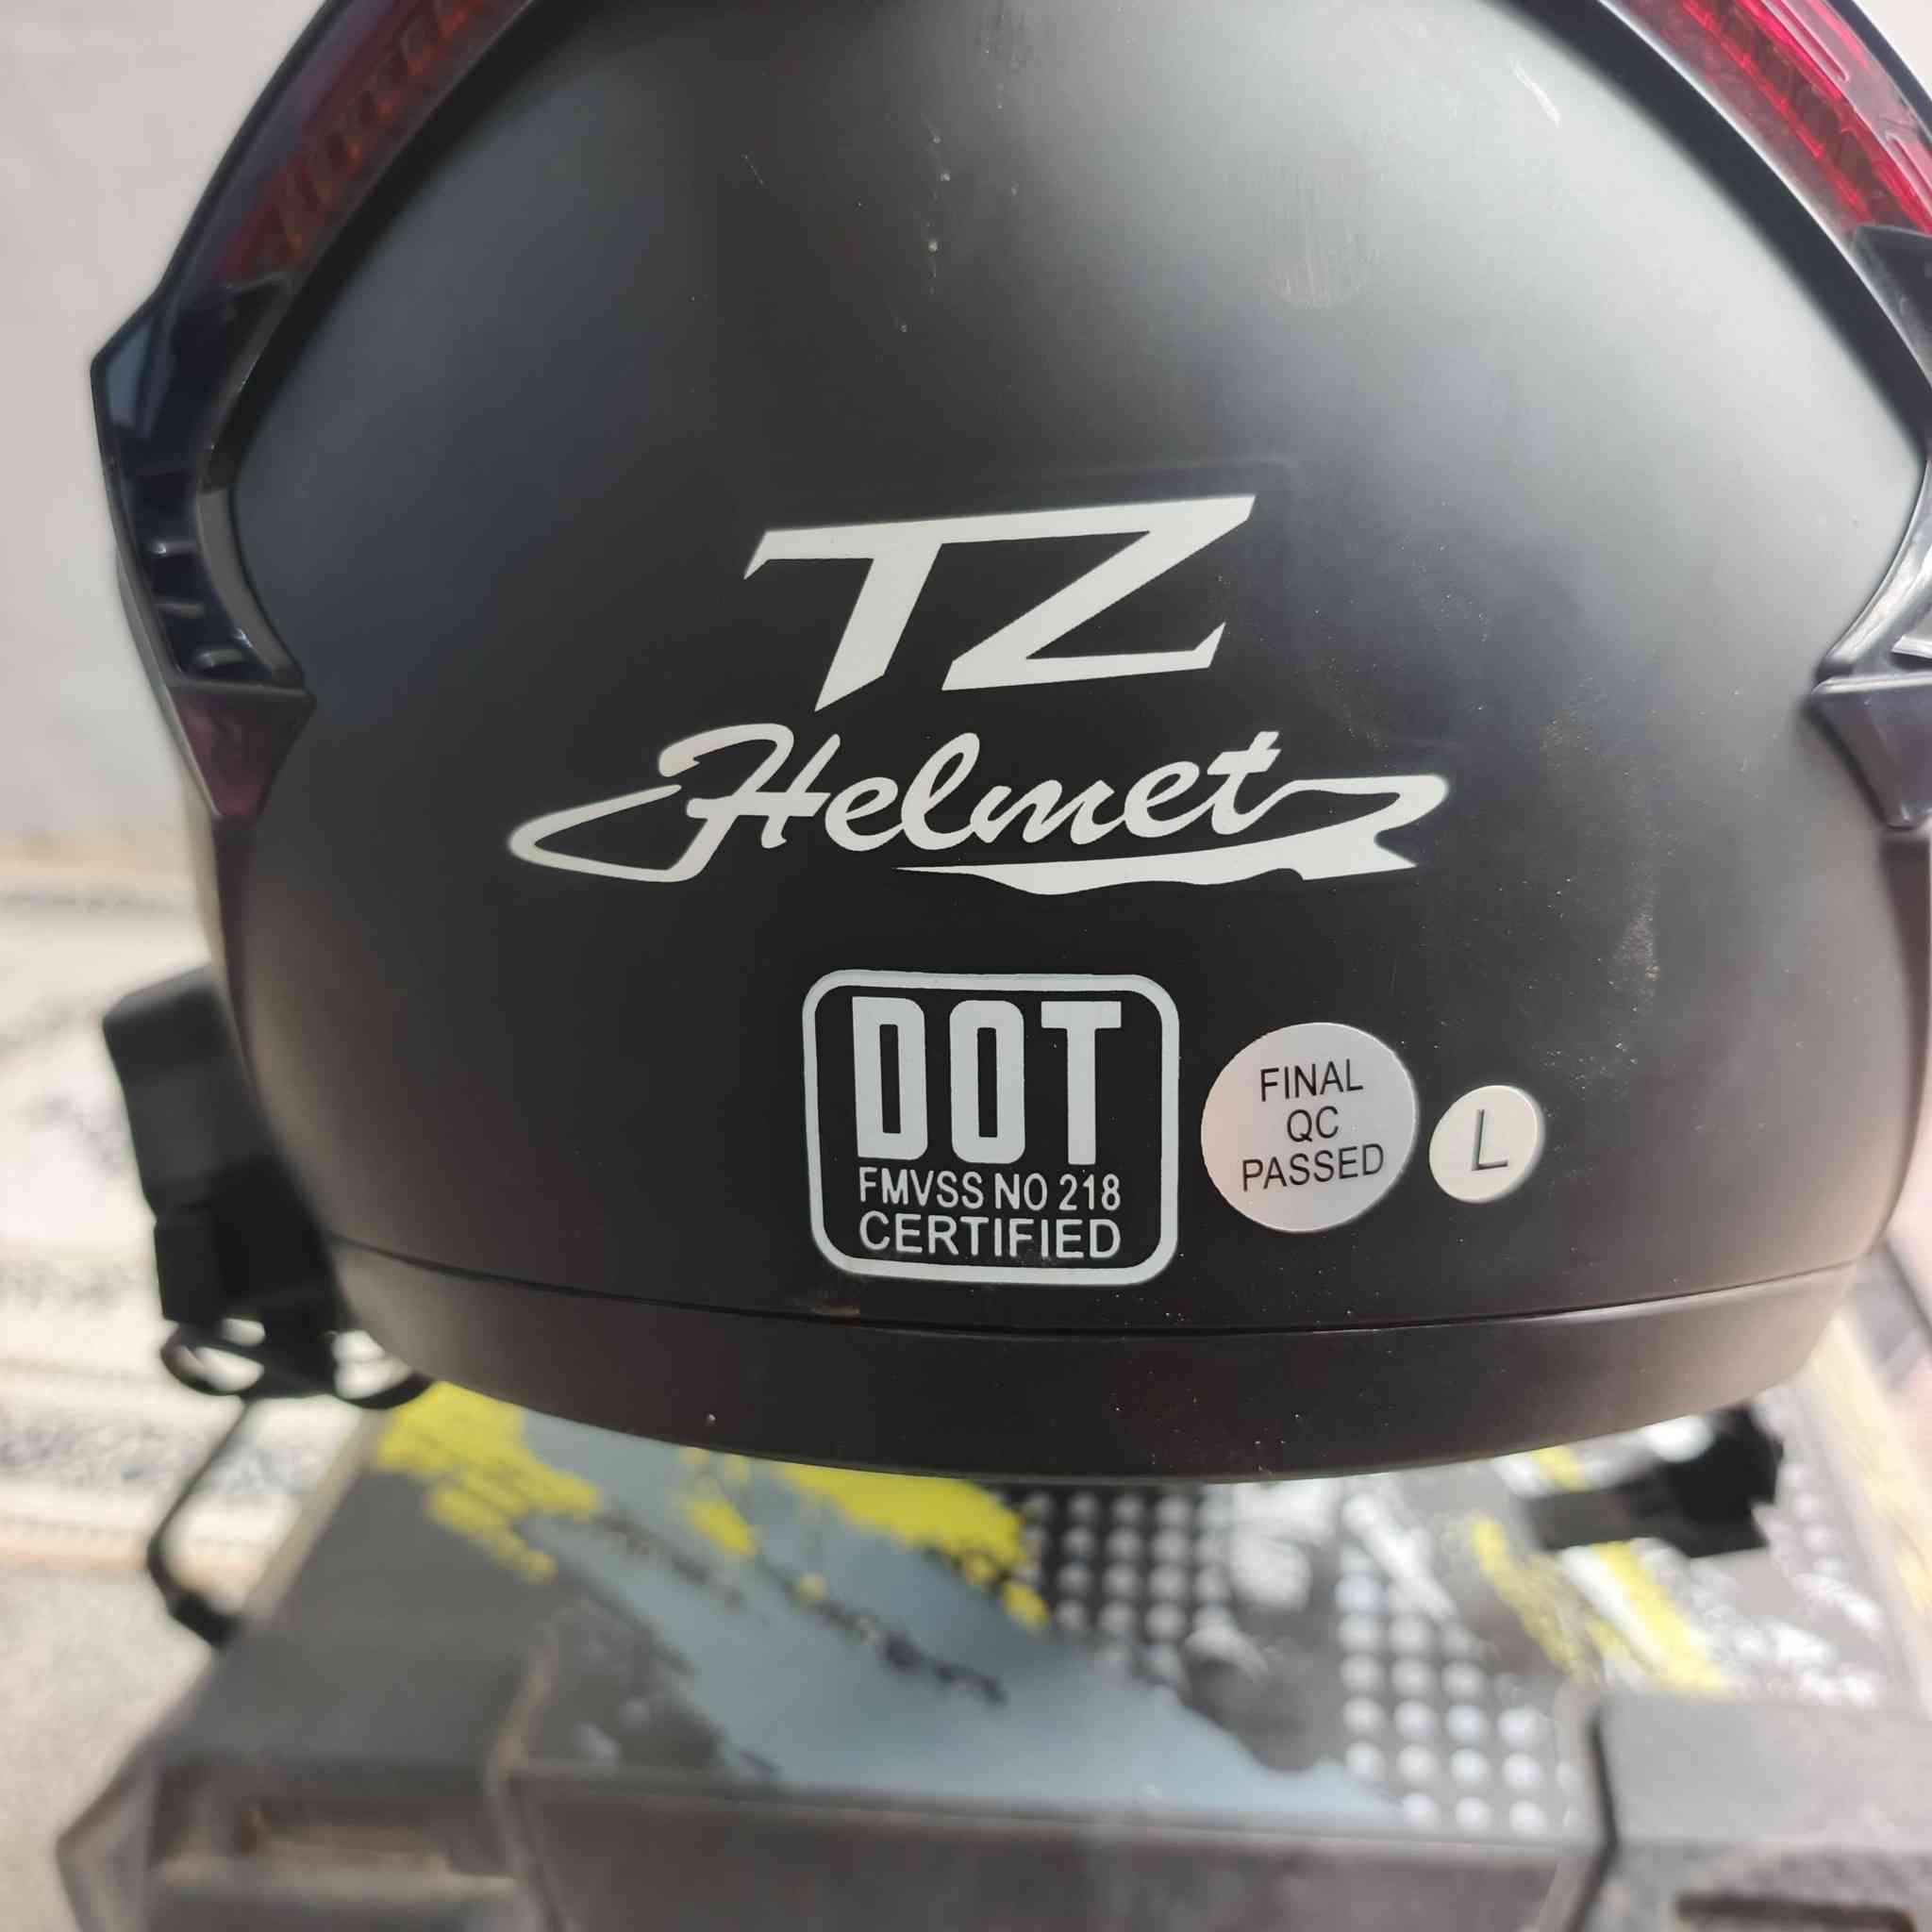 TZ
Helmet
DOT
FMVSS NO 218
CERTIFIED
FINAL
QC
PASSED
L